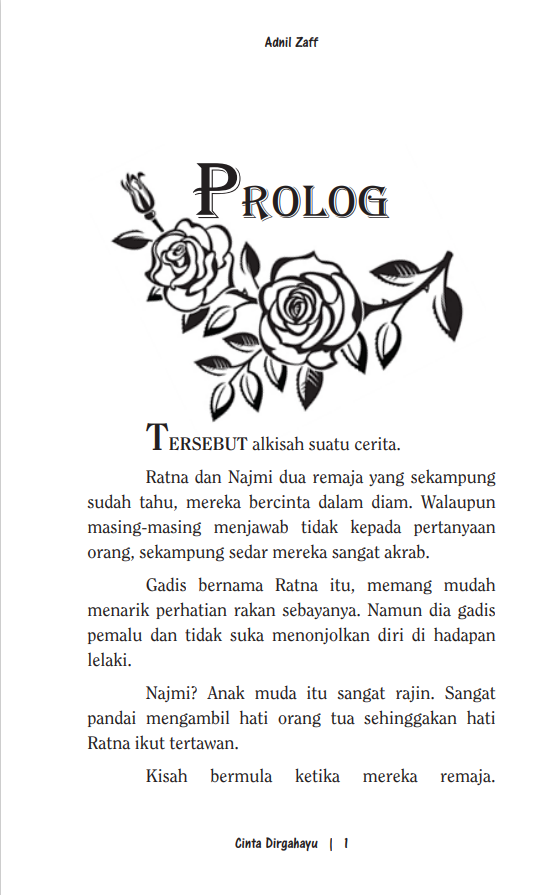 Adnil Zaff
PROLOG
TERSEBUT alkisah suatu cerita.
Ratna dan Najmi dua remaja yang sekampung
sudah tahu, mereka bercinta dalam diam. Walaupun
masing-masing menjawab tidak kepada pertanyaan
orang, sekampung sedar mereka sangat akrab.
Gadis bernama Ratna itu, memang mudah
menarik perhatian rakan sebayanya. Namun dia gadis
pemalu dan tidak suka menonjolkan diri di hadapan
lelaki.
Najmi? Anak muda itu sangat rajin. Sangat
pandai mengambil hati orang tua sehinggakan hati
Ratna ikut tertawan.
Kisah bermula ketika mereka remaja.
Cinta Dirgahayu | 1